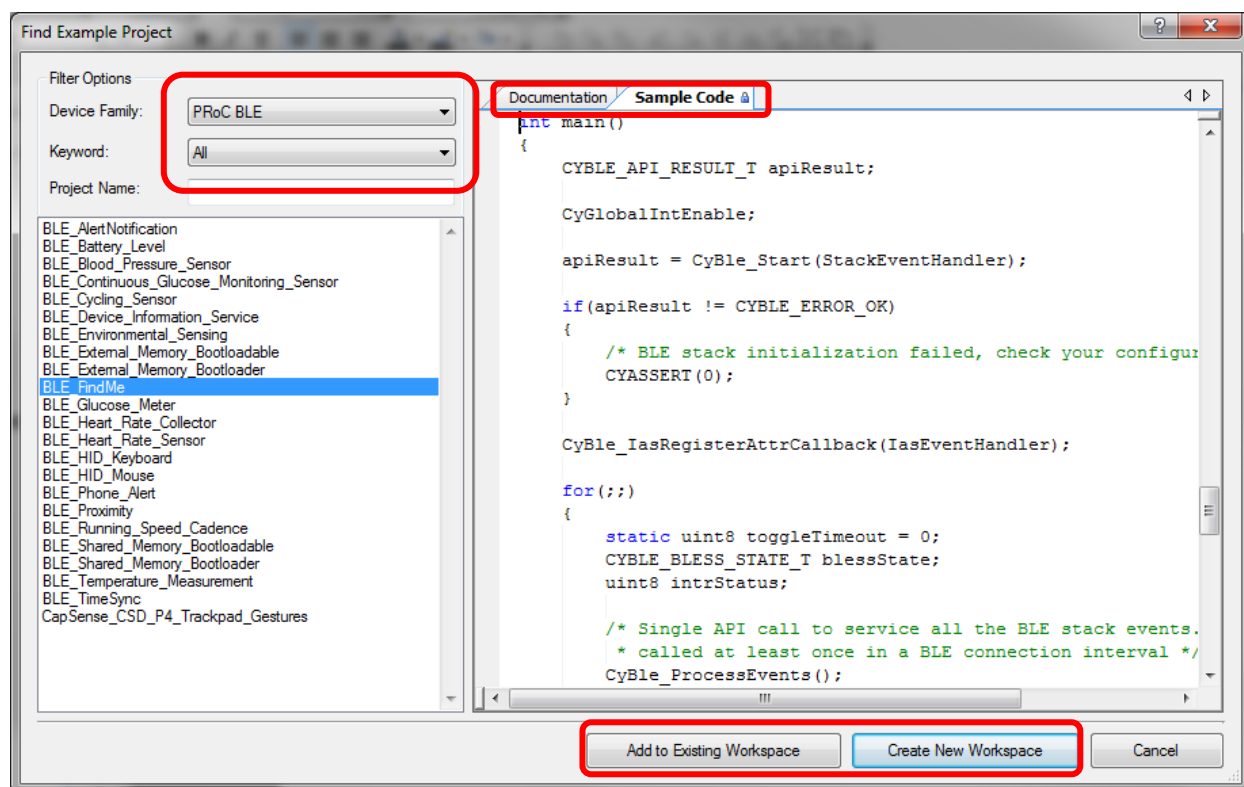 Find Example Project
Filter Options
Device Family:
PRoC BLE
Keyword:
All
Project Name:
BLE_AlertNotification
BLE_Battery_Level
BLE_Blood_Pressure_Sensor
BLE_Continuous_Glucose_Monitoring_Sensor
BLE_Cycling_Sensor
BLE_Device_Information_Service
BLE_Environmental_Sensing
BLE_External_Memory_Bootloadable
BLE_External_Memory_Bootloader
BLE_FindMe
BLE_Glucose_Meter
BLE_Heart_Rate_Collector
BLE_Heart_Rate_Sensor
BLE_HID_Keyboard
BLE_HID_Mouse
BLE_Phone_Alert
BLE_Proximity
BLE_Running_Speed_Cadence
BLE_Shared_Memory_Bootloadable
BLE_Shared_Memory_Bootloader
BLE_Temperature_Measurement
BLE_TimeSync
CapSense_CSD_P4_Trackpad_Gestures
Documentation Sample Code
int main()
{
CYBLE_API_RESULT_T apiResult;
CyGlobalIntEnable;
apiResult = CyBle_Start(StackEventHandler);
if(apiResult != CYBLE_ERROR_OK)
{
/* BLE stack initialization failed, check your configur
CYASSERT(0);
}
CyBle_IasRegisterAttrCallback(IasEventHandler);
for(;;)
{
static uint8 toggleTimeout = 0;
CYBLE_BLESS_STATE_T blessState;
uint8 intrStatus;
/* Single API call to service all the BLE stack events.
* called at least once in a BLE connection interval */
CyBle_ProcessEvents();
Add to Existing Workspace Create New Workspace Cancel